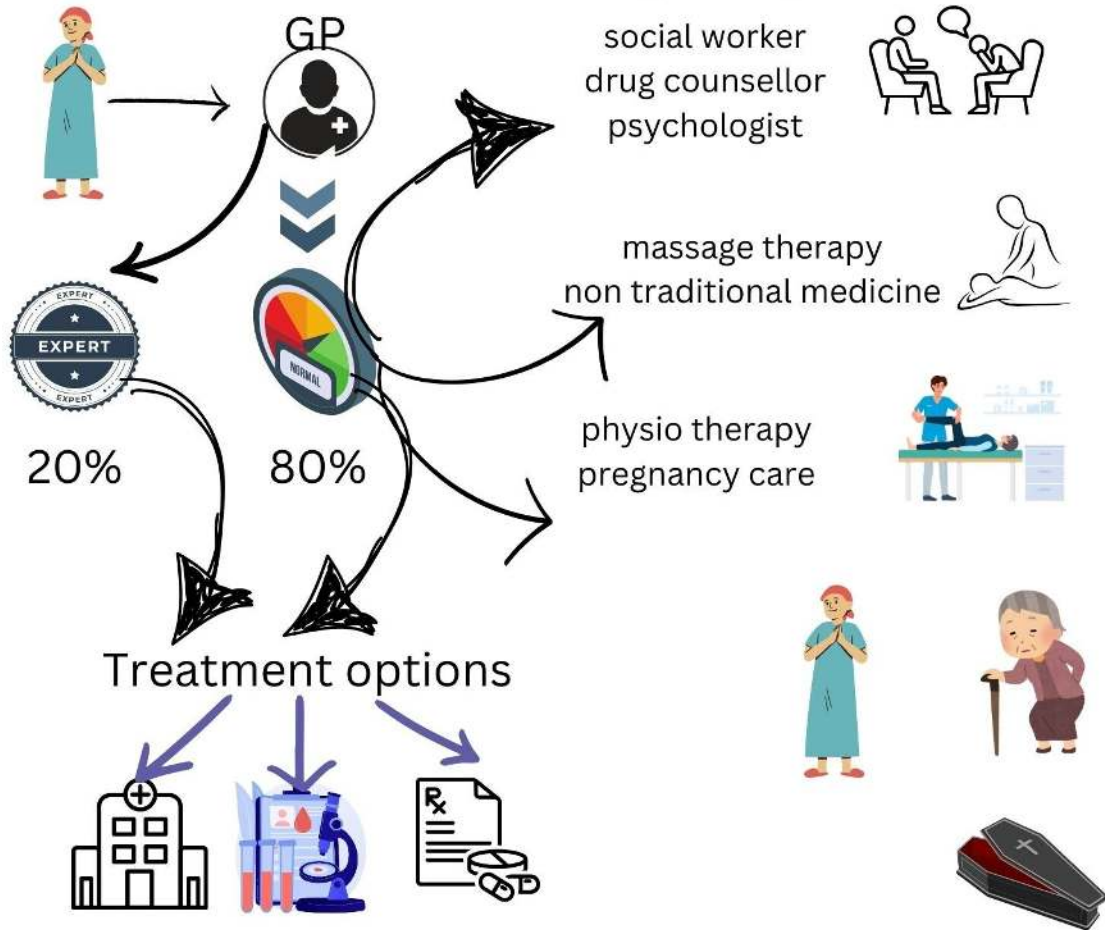 GP
social worker
drug counsellor
psychologist
massage therapy
non traditional medicine
EXPERT
EXPERT
EXPERT
NORMAL
20%
80%
physio therapy
pregnancy care
Treatment options
Rx